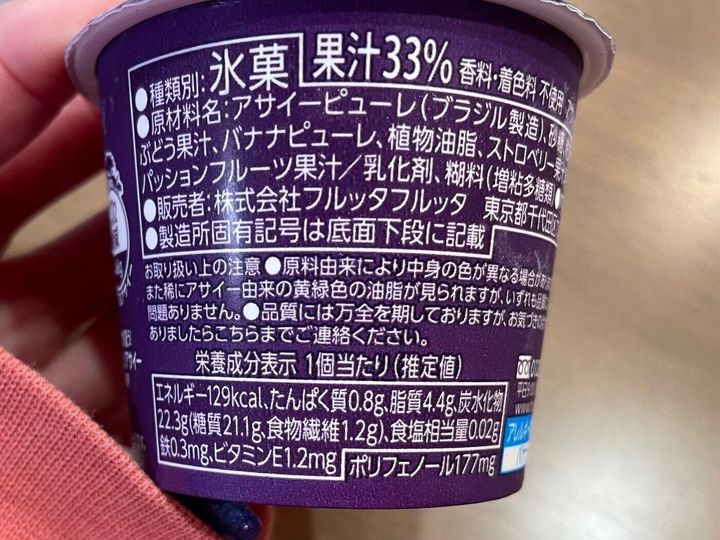 ●種類別:氷菓 果汁33% 香料・着色料 不使用
●原材料名:アサイーピューレ(ブラジル製造)、砂糖
ぶどう果汁、バナナピューレ、植物油脂、ストロベリー果
パッションフルーツ果汁/乳化剤、糊料(増粘多糖類)
●販売者:株式会社フルッタフルッタ 東京都千代田区
●製造所固有記号は底面下段に記載
お取り扱い上の注意●原料由来により中身の色が異なる場合があ
また稀にアサイー由来の黄緑色の油脂が見られますが、いずれも品質
問題ありません。●品質には万全を期しておりますが、お気づきの
ありましたらこちらまでご連絡ください。
栄養成分表示 1個当たり(推定値)
エネルギー129kcal、たんぱく質0.8g、脂質4.4g、炭水化物
22.3g(糖質21.1g、食物繊維1.2g)、食塩相当量0.02g
鉄0.3mg、ビタミンE1.2mg ポリフェノール177mg